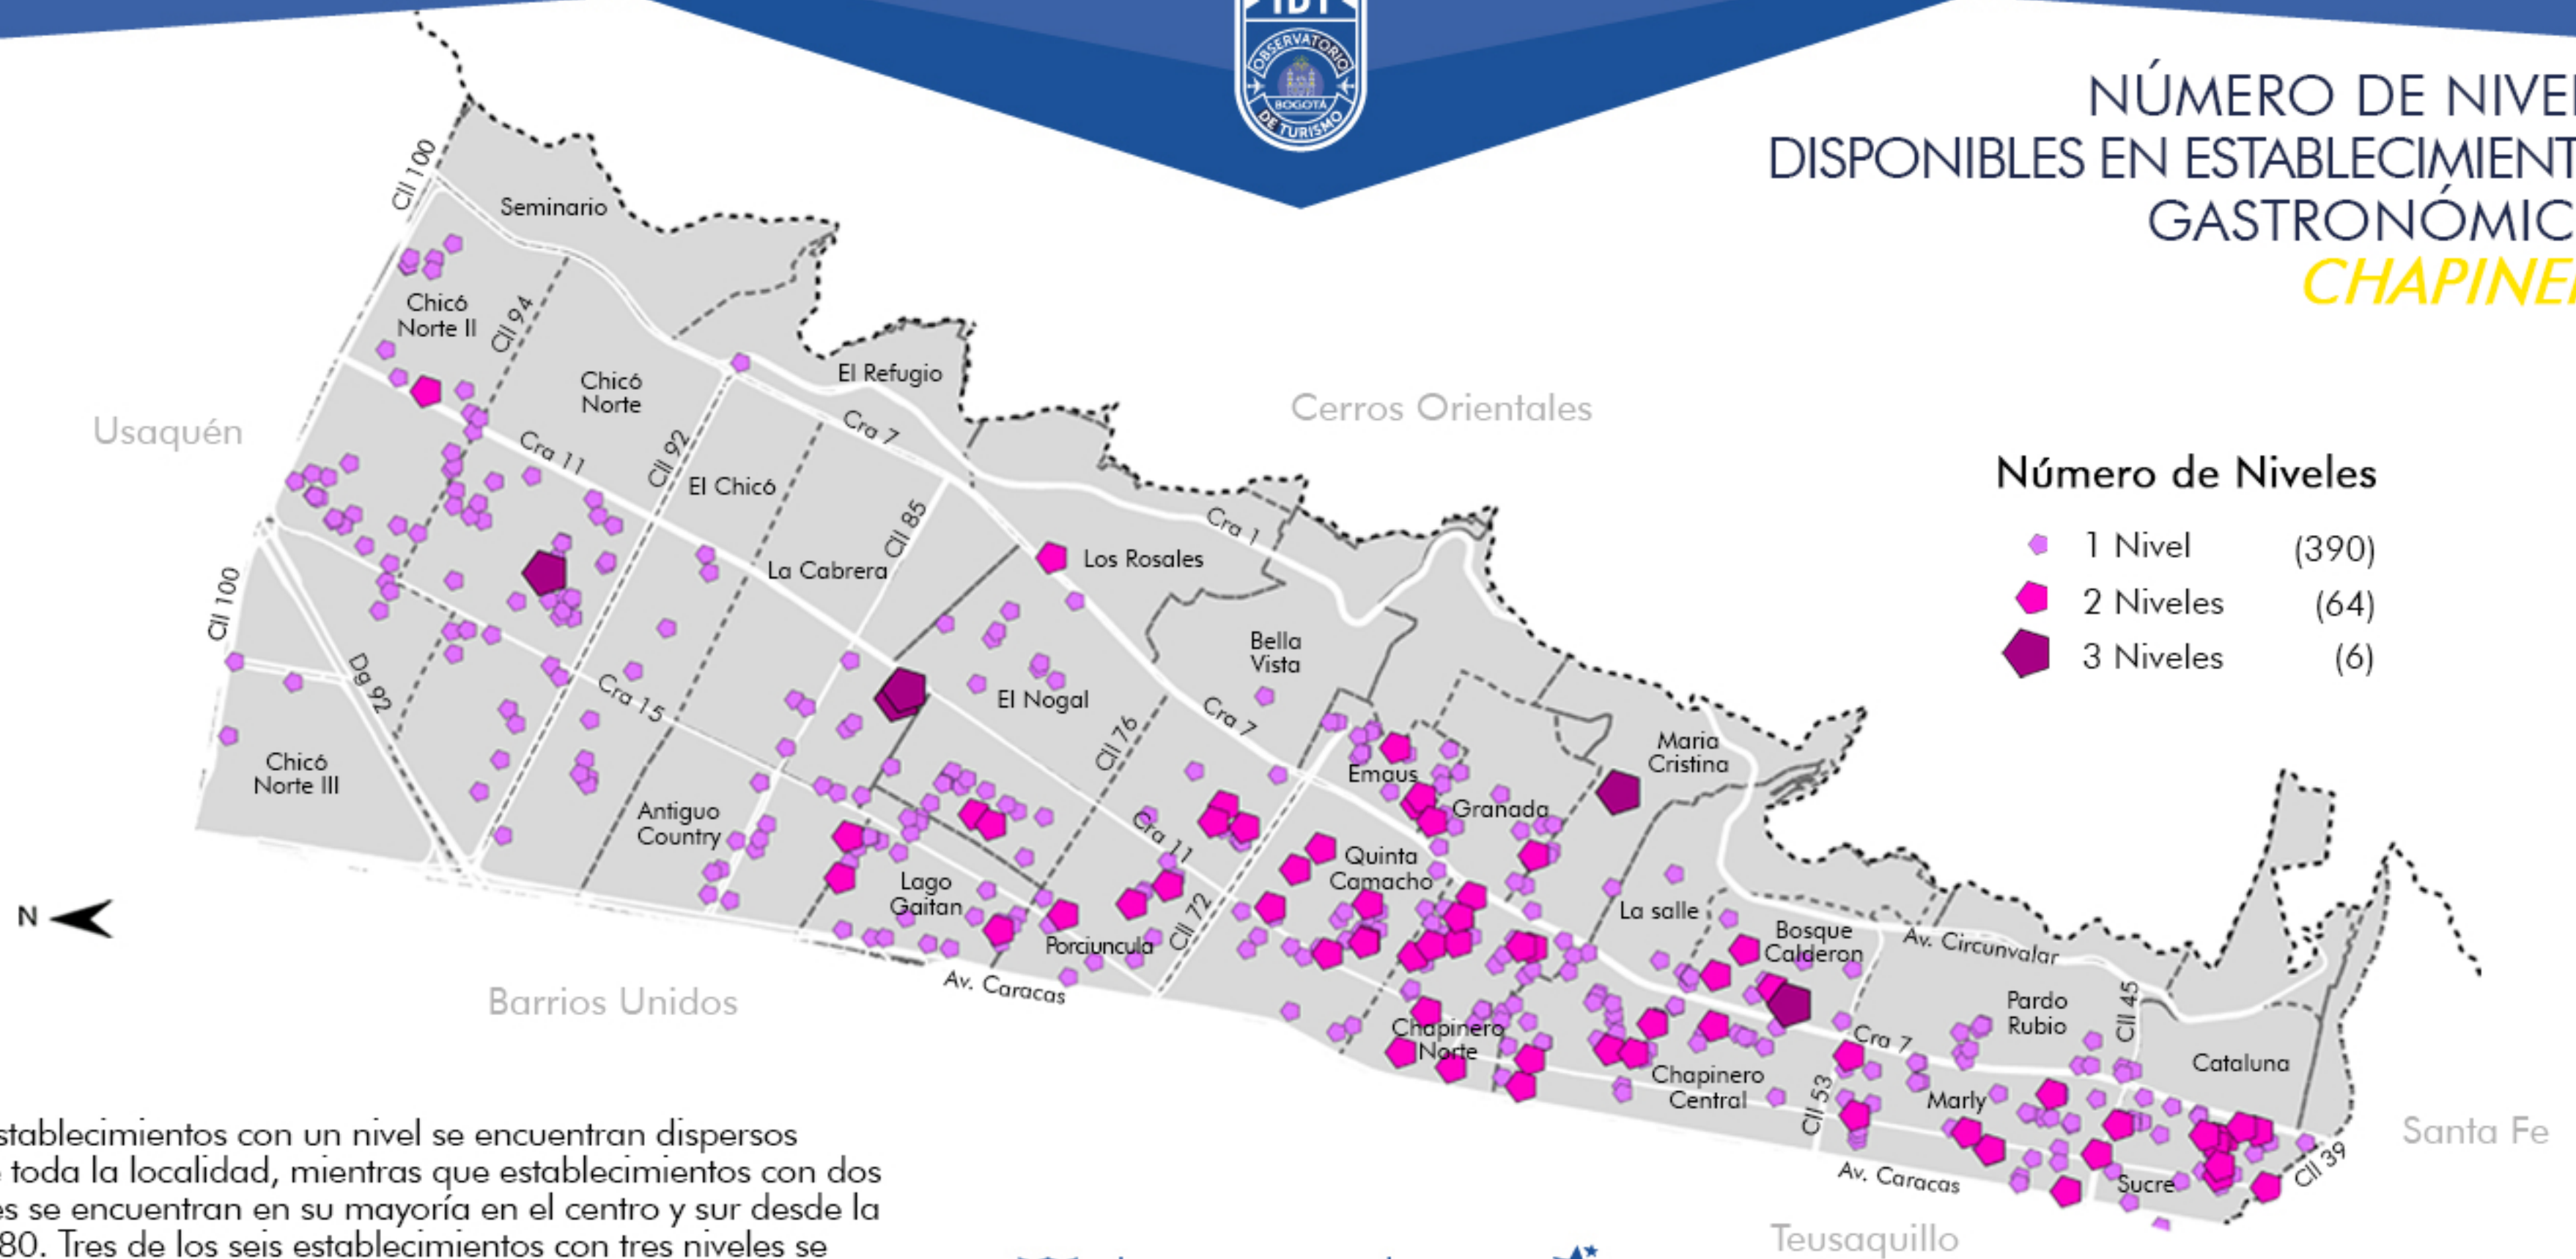 IDT
OBSERVATORIO
BOGOTÁ
DE TURISMO
NÚMERO DE
DISPONIBLES EN
CHAPINE
Número de Niveles
1 Nivel (390)
2 Niveles (64)
3 Niveles (6)
Usaquén
Cerros Orientales
Barrios Unidos
Santa Fe
Teusaquillo
N
Cll 100
Seminario
Chicó
Norte II
Cll 94
Chicó
Norte
El Refugio
Cra 7
Cra 11
Cll 92
El Chicó
Cll 85
La Cabrera
Los Rosales
Cra 1
Cll 100
Dg 92
Cra 15
El Nogal
Bella
Vista
Cll 76
Cra 7
Chicó
Norte III
Antiguo
Country
Emaus
Granada
Maria
Cristina
Cra 11
Quinta
Camacho
Lago
Gaitan
Porciuncula
Cll 72
La salle
Bosque
Calderon
Av. Circunvalar
Av. Caracas
Chapinero
Norte
Pardo
Rubio
Cll 45
Cra 7
Cataluna
Chapinero
Central
Cll 53
Marly
Av. Caracas
Sucre
Cll 39
stablecimientos con un nivel se encuentran dispersos
toda la localidad, mientras que establecimientos con dos
es se encuentran en su mayoría en el centro y sur desde la
80. Tres de los seis establecimientos con tres niveles se